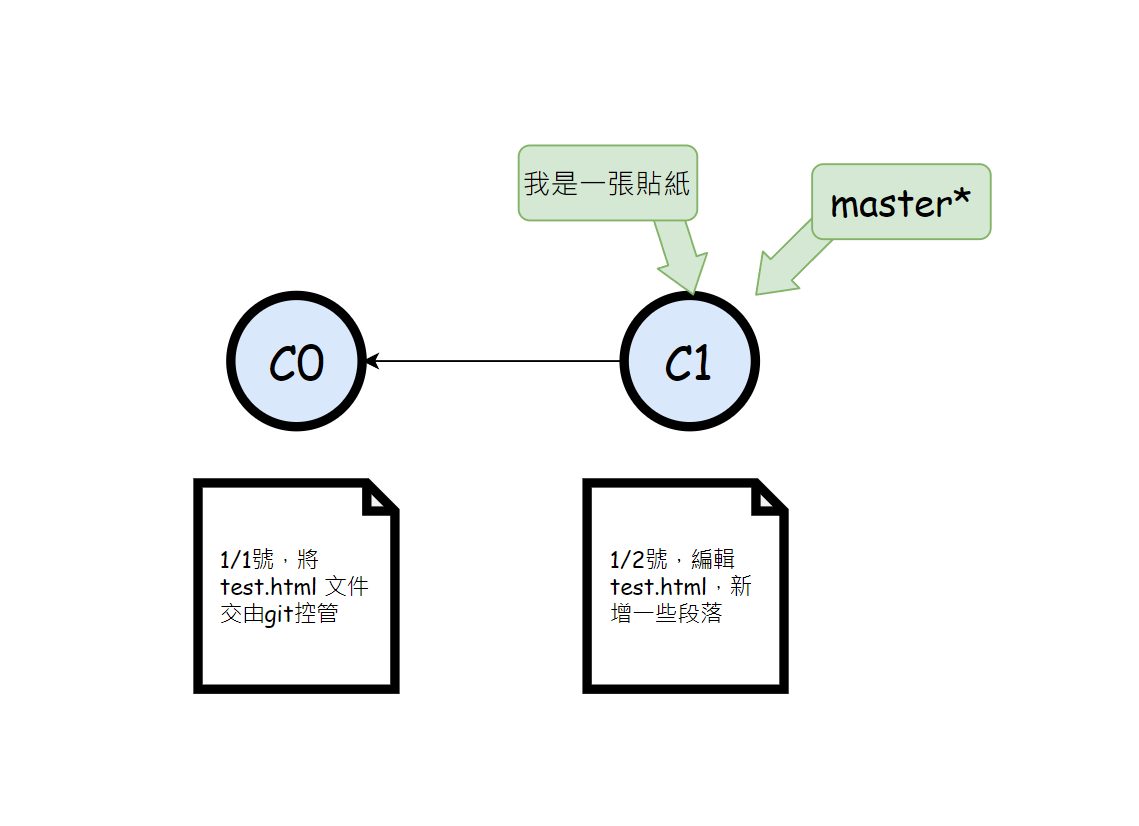 我是一張貼紙
master*
C0
C1
1/1號，將
test.html 文件
交由git控管
1/2號，編輯
test.html，新
增一些段落